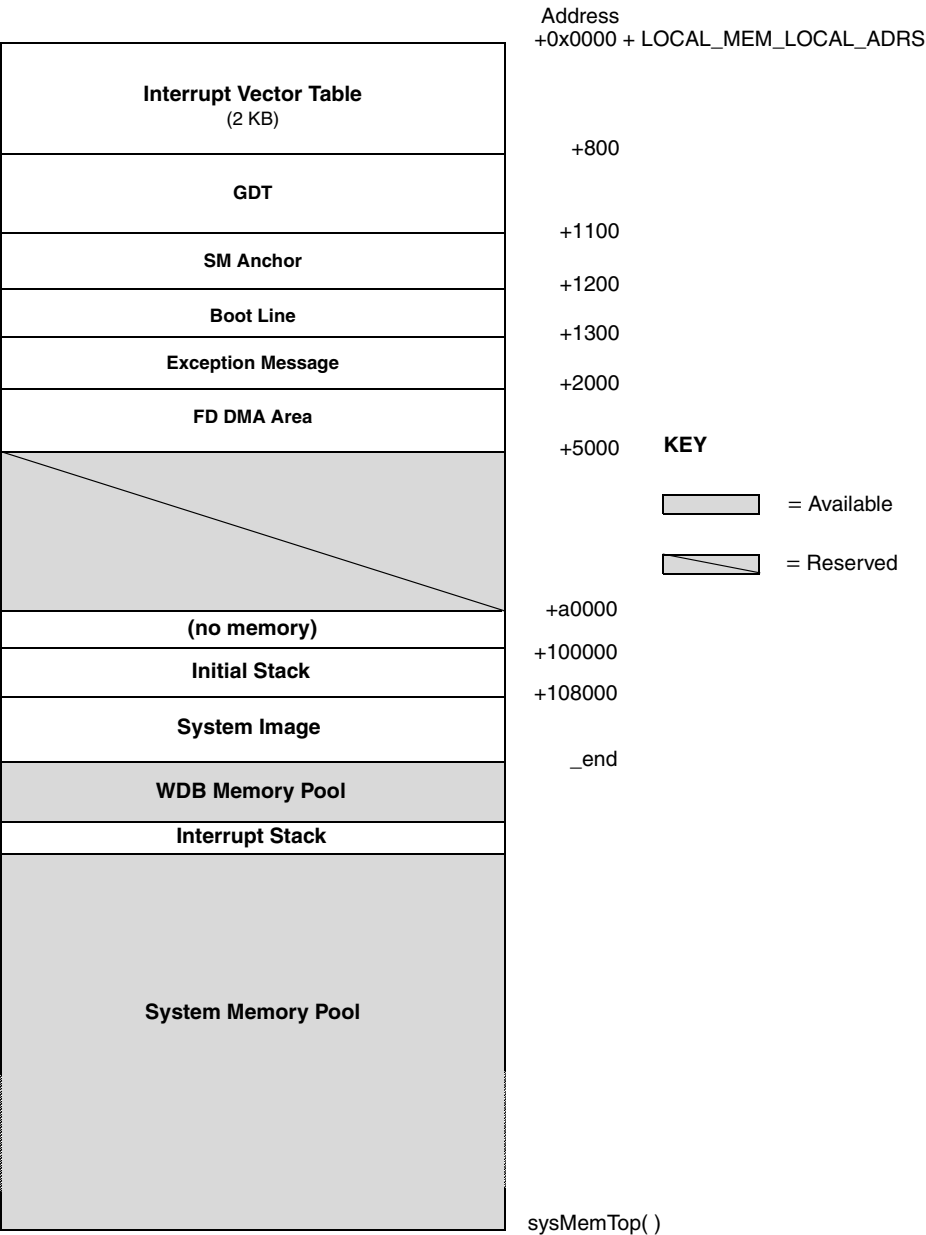 Address
+0x0000 + LOCAL_MEM_LOCAL_ADRS
Interrupt Vector Table
(2 KB)
+800
GDT
+1100
SM Anchor
+1200
Boot Line
+1300
Exception Message
+2000
FD DMA Area
+5000
KEY
= Available
= Reserved
+a0000
(no memory)
+100000
Initial Stack
+108000
System Image
_end
WDB Memory Pool
Interrupt Stack
System Memory Pool
sysMemTop( )